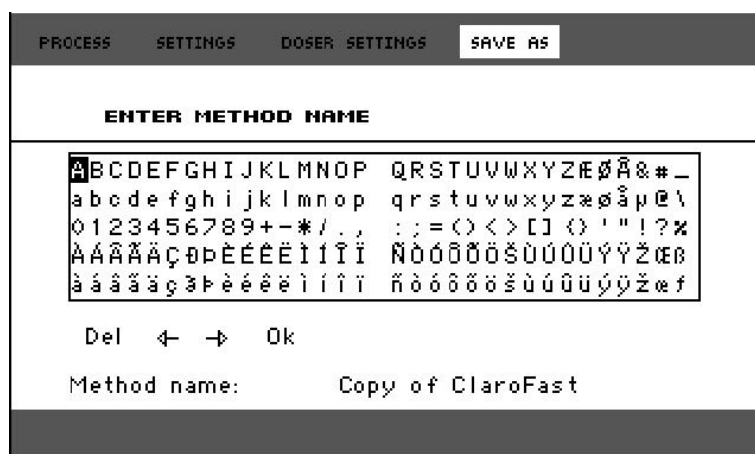 PROCESS SETTINGS DOSER SETTINGS SAVE AS
ENTER METHOD NAME
ABCDEFGHIJKLMNOP QRSTUVWXYZÆØÅ&#_
abcdefghijklmnop qrstuvwxyzæøåµ@\
0123456789+-*/., :;=()<>[]{}'"!?%
ÀÁÂÃÄÇÐÞÈÉÊËÌÍÎÏ ÑÒÓÔÕÖŠÙÚÛÜÝŸŽŒß
àáâãäçðþèéêëìíîï ñòóôõöšùúûüýÿžœƒ
Del ← → Ok
Method name: Copy of ClaroFast